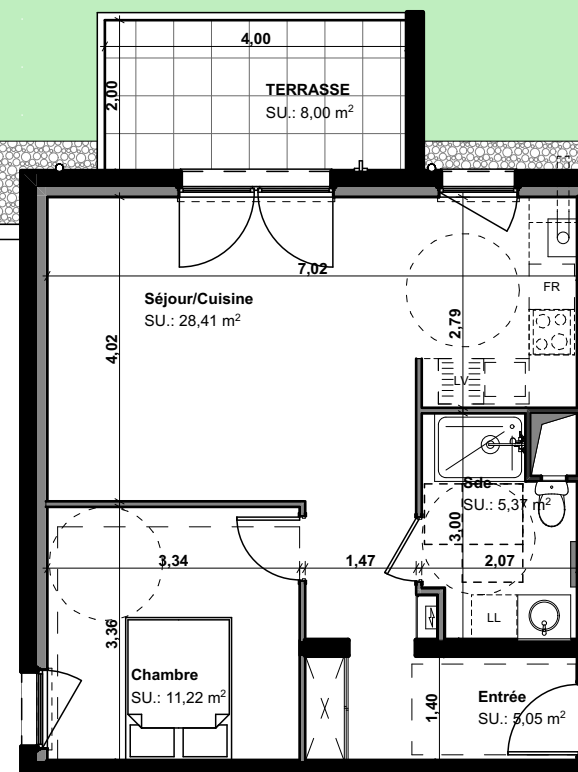 4,00
2,00
TERRASSE
SU.: 8,00 m²
7,02
FR
Séjour/Cuisine
SU.: 28,41 m²
2,79
4,02
LV
Sde
SU.: 5,37 m²
3,00
3,34
1,47
2,07
3,36
LL
Chambre
SU.: 11,22 m²
1,40
Entrée
SU.: 5,05 m²